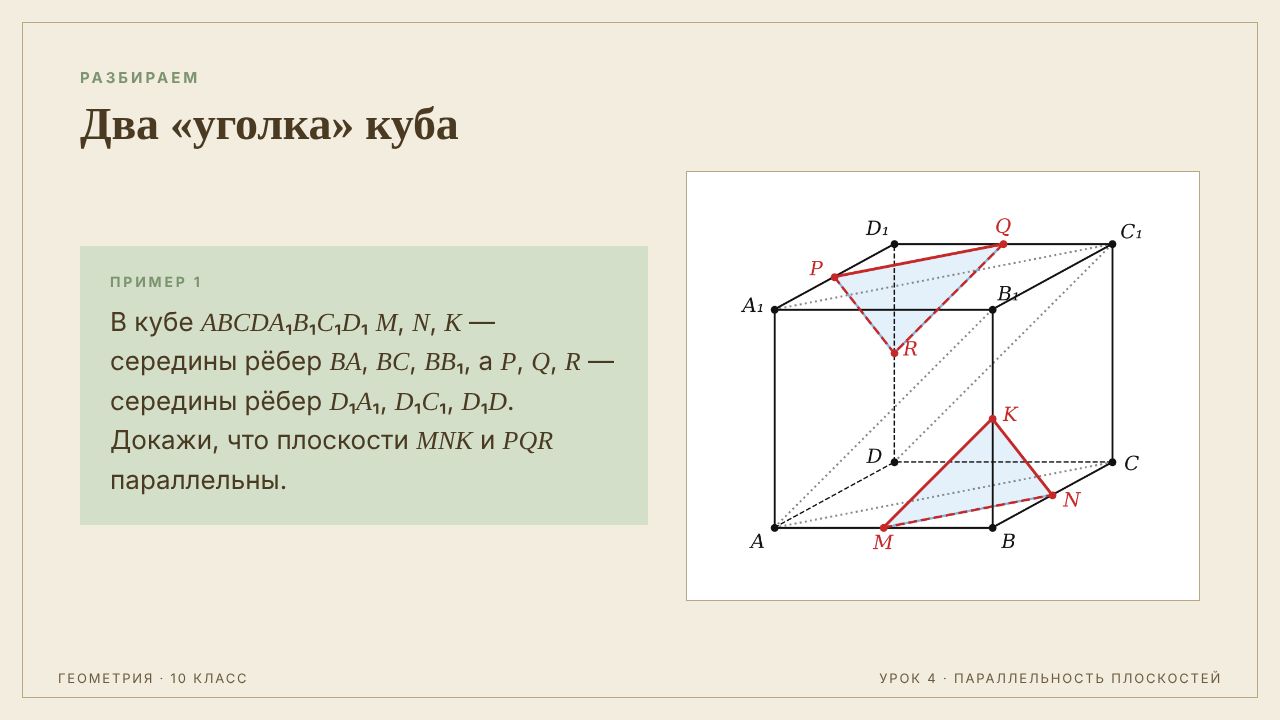 РАЗБИРАЕМ
Два «уголка» куба
ПРИМЕР 1
В кубе ABCDA₁B₁C₁D₁ M, N, K —
середины рёбер BA, BC, BB₁, а P, Q, R —
середины рёбер D₁A₁, D₁C₁, D₁D.
Докажи, что плоскости MNK и PQR
параллельны.
D₁
Q
C₁
P
A₁
B₁
R
K
D
C
N
A
M
B
ГЕОМЕТРИЯ · 10 КЛАСС
УРОК 4 · ПАРАЛЛЕЛЬНОСТЬ ПЛОСКОСТЕЙ